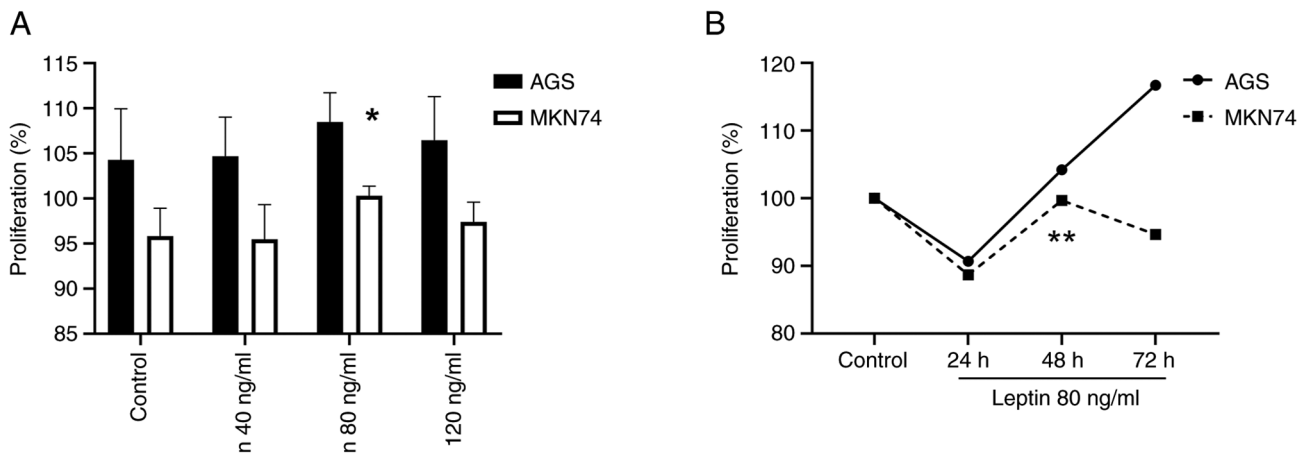 A
Proliferation (%)
115
110
105
100
95
90
85
*
AGS
MKN74
Control
n 40 ng/ml
n 80 ng/ml
120 ng/ml
B
Proliferation (%)
120
110
100
90
80
**
AGS
MKN74
Control 24 h 48 h 72 h
Leptin 80 ng/ml